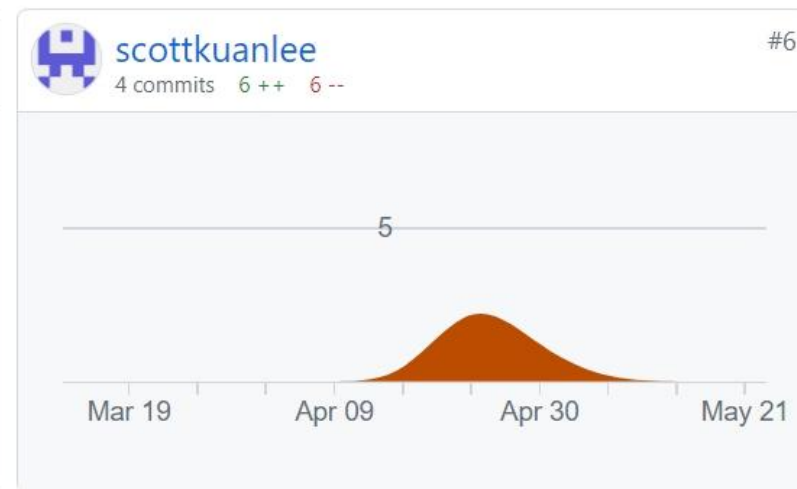 scottkuanlee
#6
4 commits 6 ++ 6 --
5
Mar 19 Apr 09 Apr 30 May 21